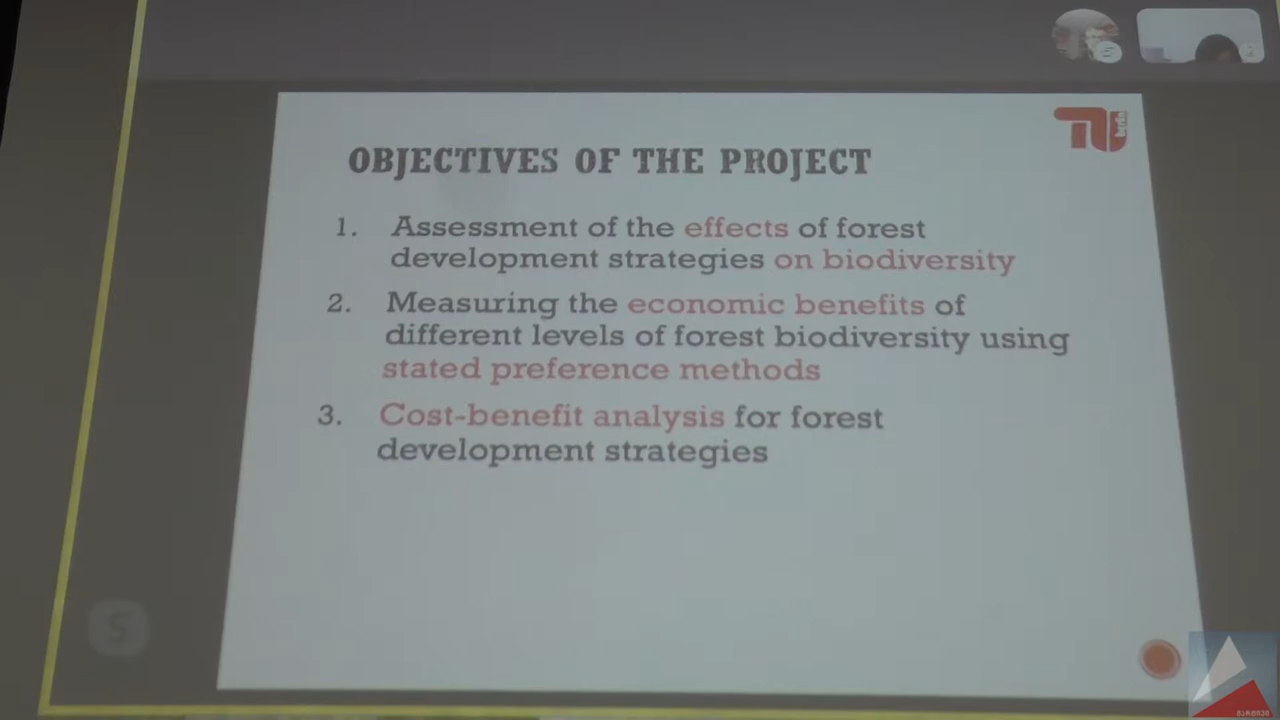 OBJECTIVES OF THE PROJECT
1. Assessment of the effects of forest
development strategies on biodiversity
2. Measuring the economic benefits of
different levels of forest biodiversity using
stated preference methods
3. Cost-benefit analysis for forest
development strategies
berlin
S